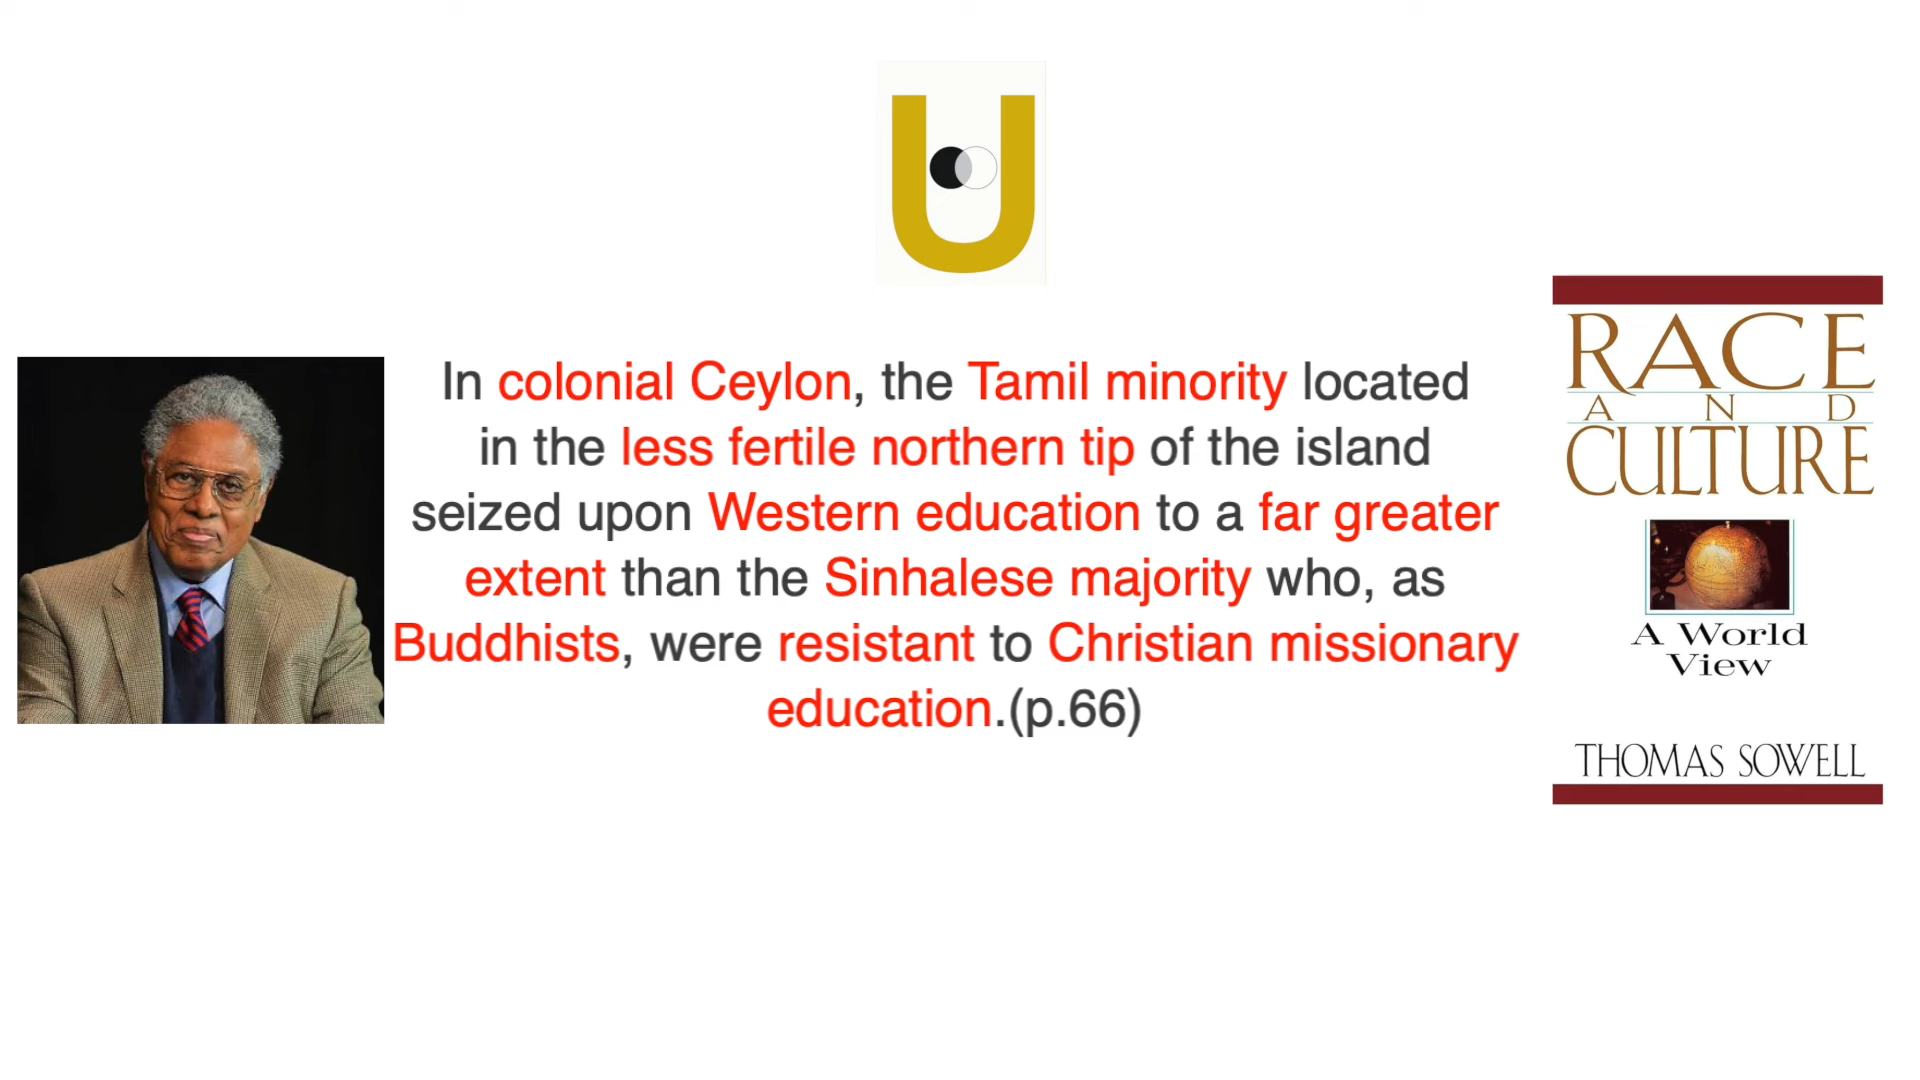 U
In colonial Ceylon, the Tamil minority located
in the less fertile northern tip of the island
seized upon Western education to a far greater
extent than the Sinhalese majority who, as
Buddhists, were resistant to Christian missionary
education.(p.66)
RACE
AND
CULTURE
A World
View
THOMAS SOWELL